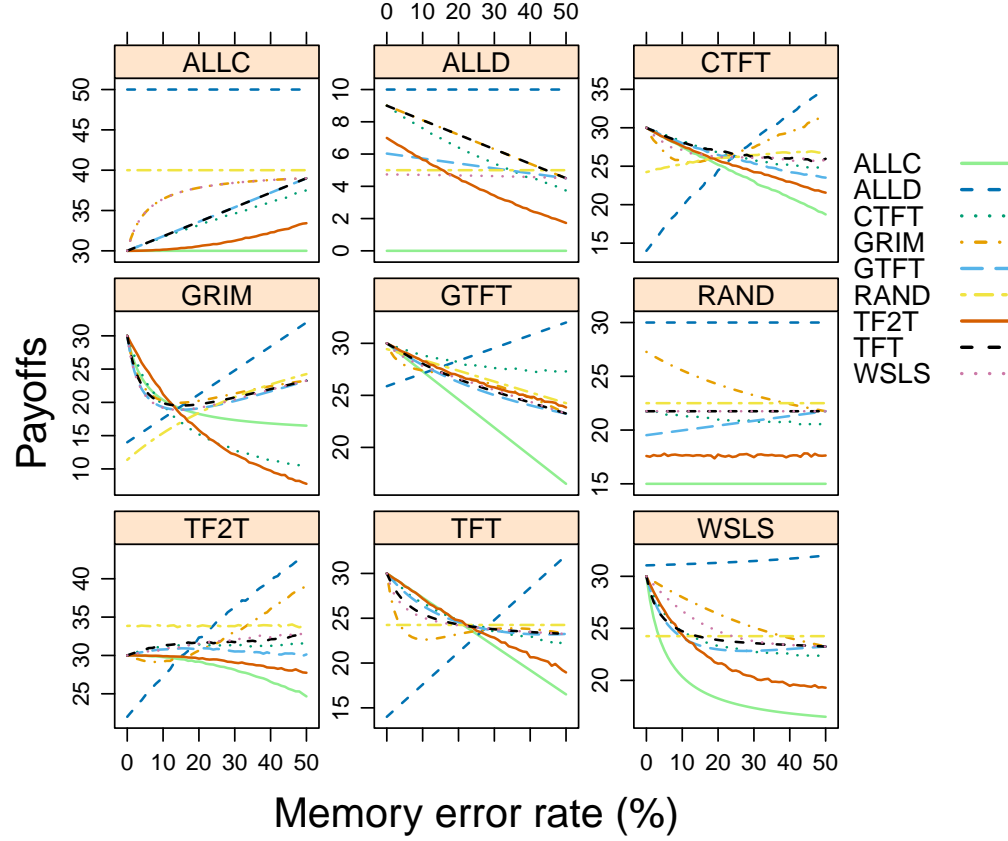 0 10 20 30 40 50
ALLC ALLD CTFT
30 35 40 45 50
0 2 4 6 8 10
15 20 25 30 35
GRIM GTFT RAND
10 15 20 25 30
20 25 30
15 20 25 30
TF2T TFT WSLS
25 30 35 40
15 20 25 30
20 25 30
0 10 20 30 40 50 0 10 20 30 40 50
Payoffs
Memory error rate (%)
ALLC
ALLD
CTFT
GRIM
GTFT
RAND
TF2T
TFT
WSLS